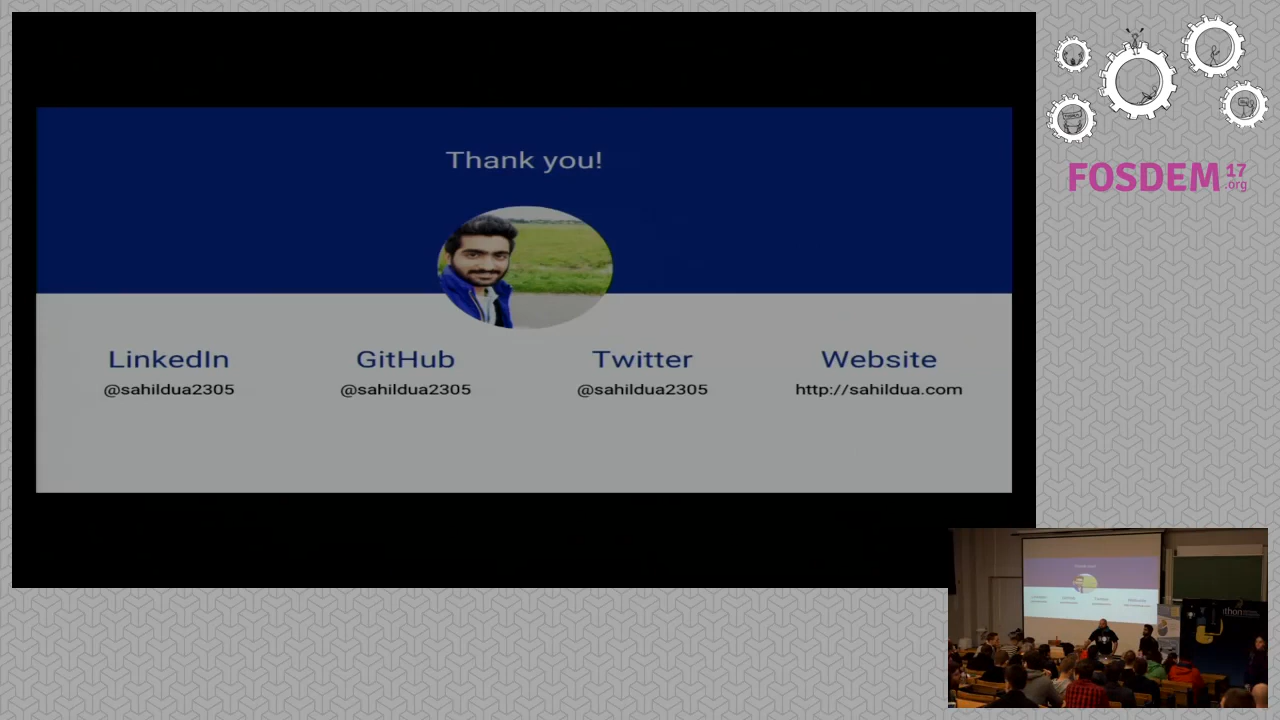 Thank you!
LinkedIn
@sahildua2305
GitHub
@sahildua2305
Twitter
@sahildua2305
Website
http://sahildua.com
FOSDEM 17
.org